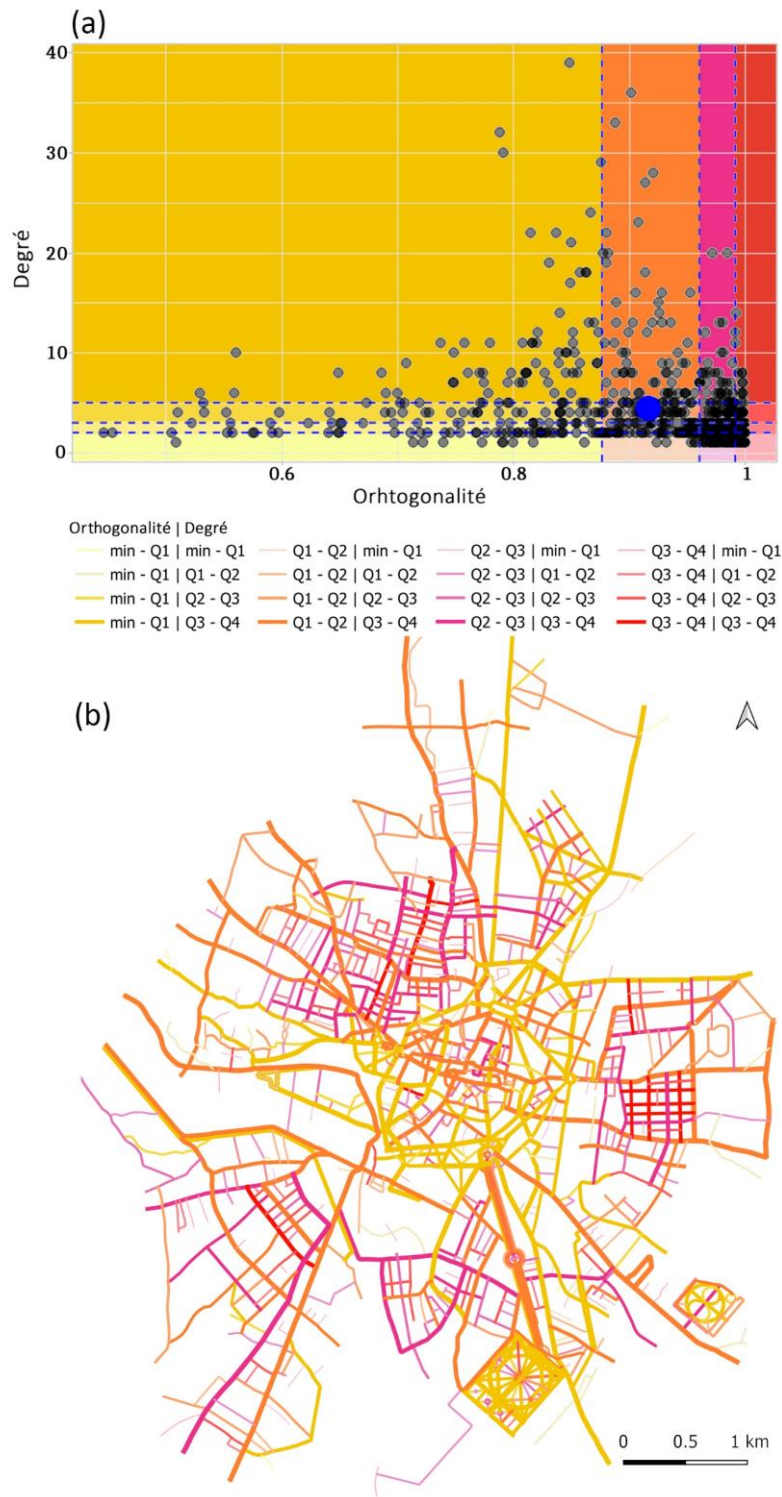 (a)
40
30
20
10
0
Degré
0.6
0.8
1
Orhtogonalité
Orthogonalité | Degré
min - Q1 | min - Q1
Q1 - Q2 | min - Q1
Q2 - Q3 | min - Q1
Q3 - Q4 | min - Q1
min - Q1 | Q1 - Q2
Q1 - Q2 | Q1 - Q2
Q2 - Q3 | Q1 - Q2
Q3 - Q4 | Q1 - Q2
min - Q1 | Q2 - Q3
Q1 - Q2 | Q2 - Q3
Q2 - Q3 | Q2 - Q3
Q3 - Q4 | Q2 - Q3
min - Q1 | Q3 - Q4
Q1 - Q2 | Q3 - Q4
Q2 - Q3 | Q3 - Q4
Q3 - Q4 | Q3 - Q4
(b)
0 0.5 1 km